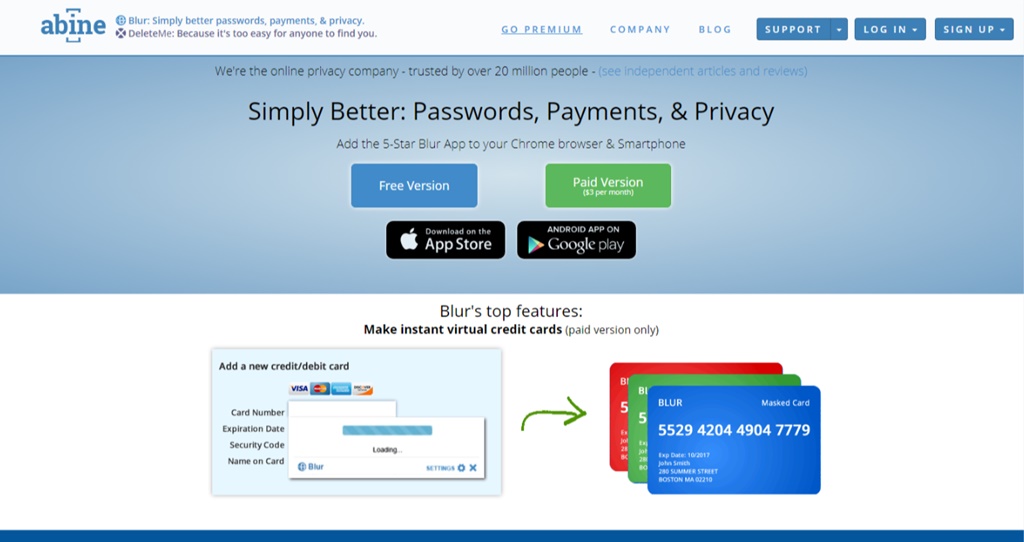 abine
Blur: Simply better passwords, payments, & privacy.
DeleteMe: Because it's too easy for anyone to find you.
GO PREMIUM
COMPANY
BLOG
SUPPORT
LOG IN
SIGN UP
We're the online privacy company - trusted by over 20 million people - (see independent articles and reviews)
Simply Better: Passwords, Payments, & Privacy
Add the 5-Star Blur App to your Chrome browser & Smartphone
Free Version
Paid Version
($3 per month)
Download on the
App Store
ANDROID APP ON
Google play
Blur's top features:
Make instant virtual credit cards (paid version only)
Add a new credit/debit card
VISA
Card Number
Expiration Date
Security Code
Name on Card
Loading...
Blur
SETTINGS
BLUR
Masked Card
5529 4204 4904 7779
Exp Date: 10/2017
John Smith
280 SUMMER STREET
BOSTON MA 02210